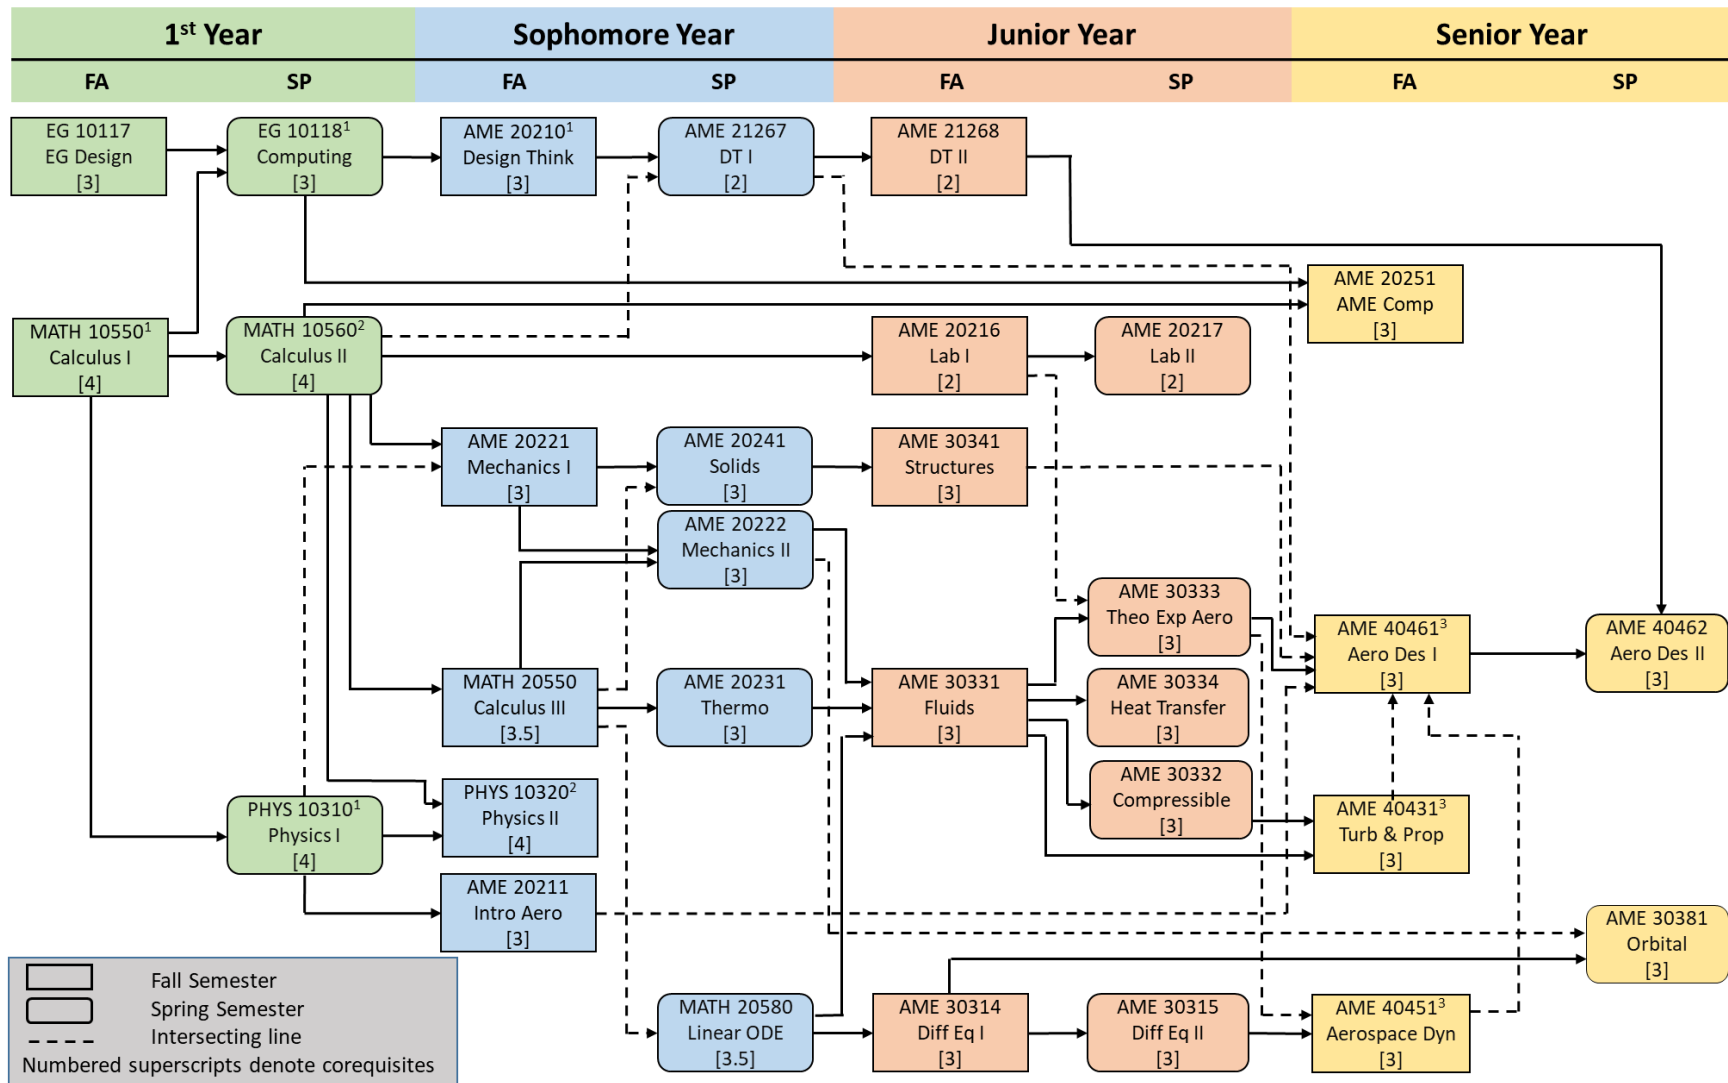 1st Year
Sophomore Year
Junior Year
Senior Year
FA
SP
FA
SP
FA
SP
FA
SP
EG 10117
EG Design
[3]
EG 10118¹
Computing
[3]
AME 20210¹
Design Think
[3]
AME 21267
DT I
[2]
AME 21268
DT II
[2]
AME 20251
AME Comp
[3]
MATH 10550¹
Calculus I
[4]
MATH 10560²
Calculus II
[4]
AME 20216
Lab I
[2]
AME 20217
Lab II
[2]
AME 20221
Mechanics I
[3]
AME 20241
Solids
[3]
AME 30341
Structures
[3]
AME 20222
Mechanics II
[3]
AME 30333
Theo Exp Aero
[3]
AME 40461³
Aero Des I
[3]
AME 40462
Aero Des II
[3]
MATH 20550
Calculus III
[3.5]
AME 20231
Thermo
[3]
AME 30331
Fluids
[3]
AME 30334
Heat Transfer
[3]
PHYS 10310¹
Physics I
[4]
PHYS 10320²
Physics II
[4]
AME 30332
Compressible
[3]
AME 40431³
Turb & Prop
[3]
AME 20211
Intro Aero
[3]
AME 30381
Orbital
[3]
MATH 20580
Linear ODE
[3.5]
AME 30314
Diff Eq I
[3]
AME 30315
Diff Eq II
[3]
AME 40451³
Aerospace Dyn
[3]
Fall Semester
Spring Semester
Intersecting line
Numbered superscripts denote corequisites